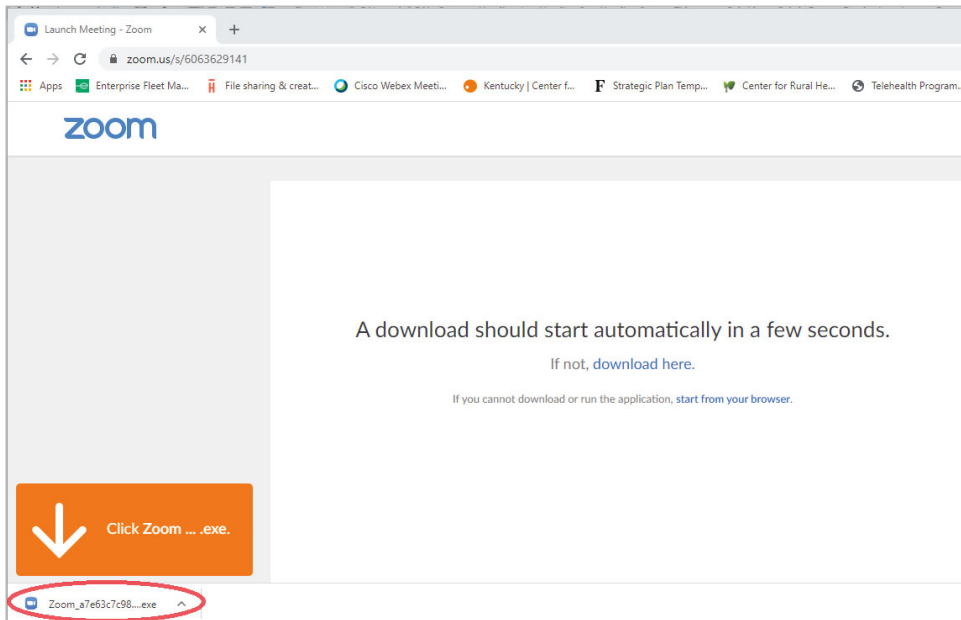 Launch Meeting - Zoom
zoom.us/s/6063629141
Apps Enterprise Fleet Ma... File sharing & creat... Cisco Webex Meeti... Kentucky | Center f... Strategic Plan Temp... Center for Rural He... Telehealth Program...
zoom
A download should start automatically in a few seconds.
If not, download here.
If you cannot download or run the application, start from your browser.
Click Zoom ... .exe.
Zoom_a7e63c7c98....exe